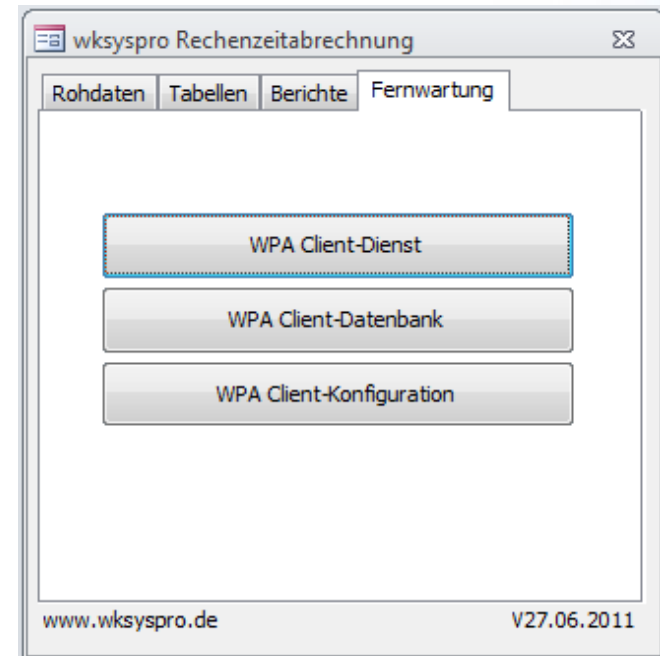 wksyspro Rechenzeitabrechnung
Rohdaten Tabellen Berichte Fernwartung
WPA Client-Dienst
WPA Client-Datenbank
WPA Client-Konfiguration
www.wksyspro.de V27.06.2011